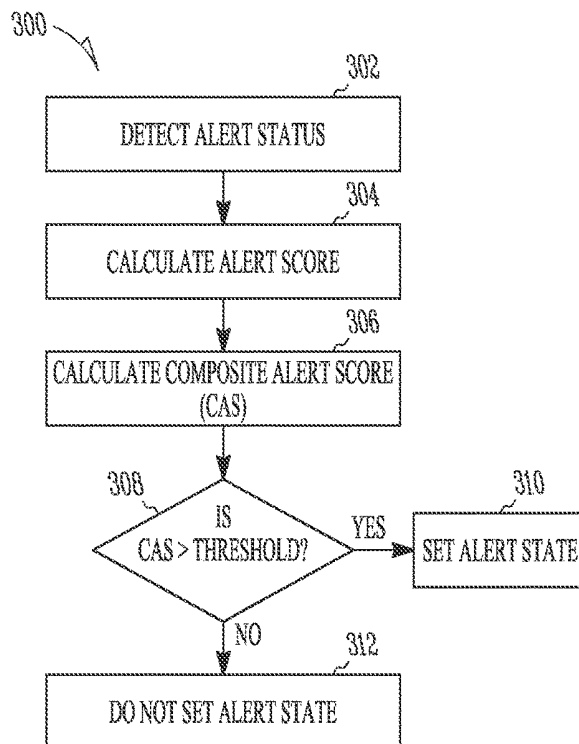 300
302
DETECT ALERT STATUS
304
CALCULATE ALERT SCORE
306
CALCULATE COMPOSITE ALERT SCORE
(CAS)
308
IS
CAS > THRESHOLD?
YES
310
SET ALERT STATE
NO
312
DO NOT SET ALERT STATE